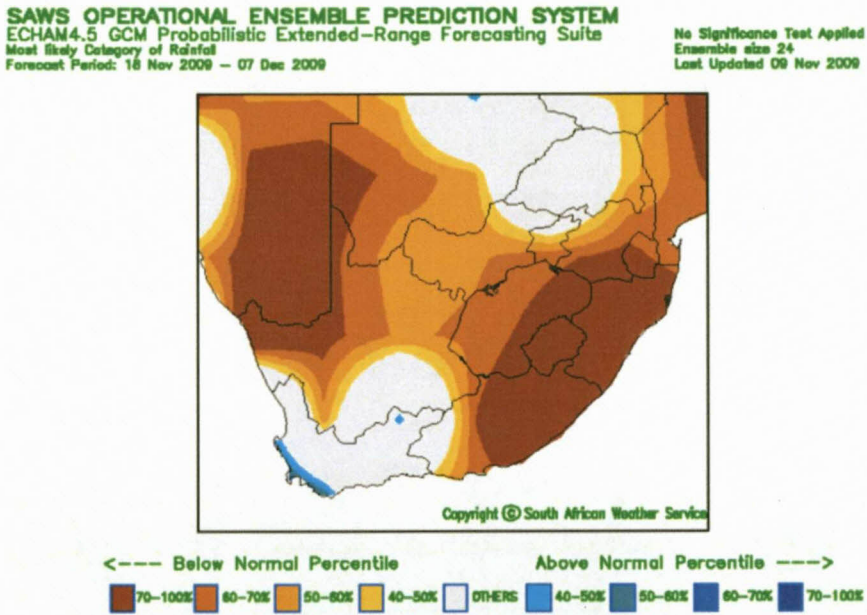 SAWS OPERATIONAL ENSEMBLE PREDICTION SYSTEM
ECHAM4.5 GCM Probabilistic Extended-Range Forecasting Suite
Most likely Category of Rainfall
Forecast Period: 18 Nov 2009 - 07 Dec 2009
No Significance Test Applied
Ensemble size 24
Last Updated 09 Nov 2009
Copyright © South African Weather Service
<--- Below Normal Percentile
Above Normal Percentile --->
70-100% 60-70% 50-60% 40-50% OTHERS 40-50% 50-60% 60-70% 70-100%